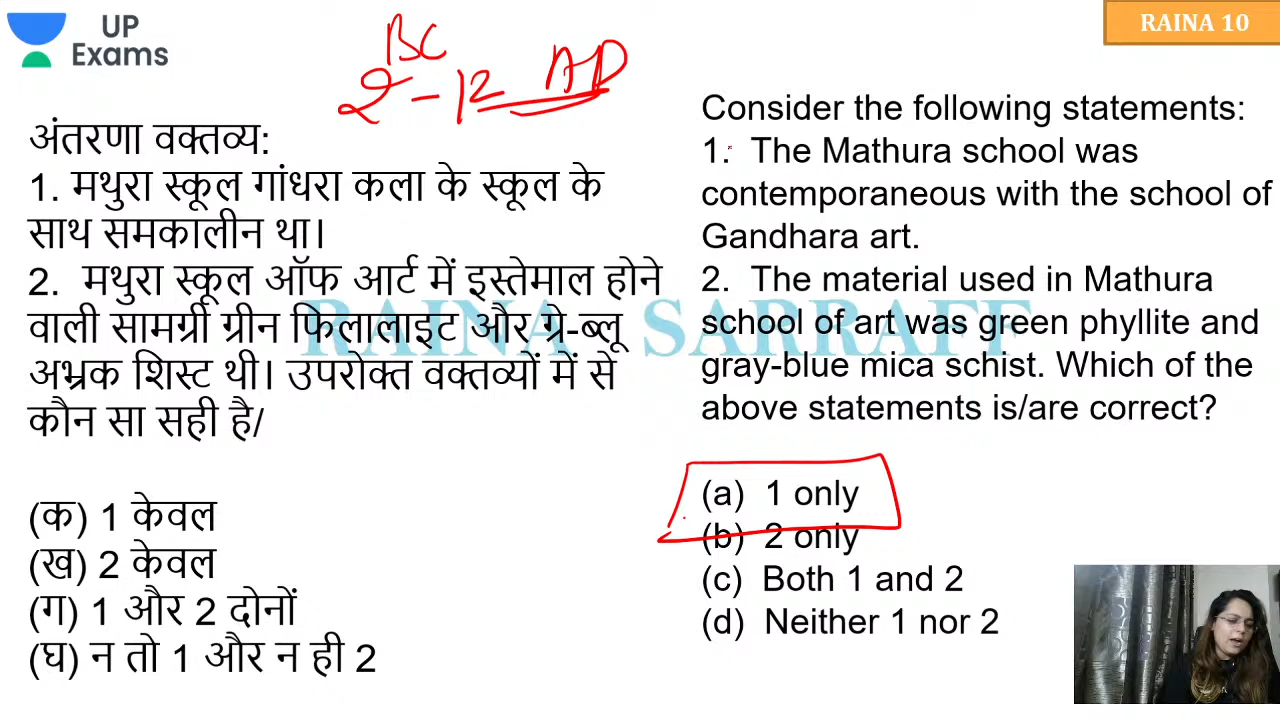 UP
Exams
RAINA 10
BC
2 - 12 AD
अंतरणा वक्तव्य:
1. मथुरा स्कूल गांधरा कला के स्कूल के
साथ समकालीन था।
2. मथुरा स्कूल ऑफ आर्ट में इस्तेमाल होने
वाली सामग्री ग्रीन फिलालाइट और ग्रे-ब्लू
अभ्रक शिस्ट थी। उपरोक्त वक्तव्यों में से
कौन सा सही है/
(क) 1 केवल
(ख) 2 केवल
(ग) 1 और 2 दोनों
(घ) न तो 1 और न ही 2
RAINA SARRAFF
Consider the following statements:
1. The Mathura school was
contemporaneous with the school of
Gandhara art.
2. The material used in Mathura
school of art was green phyllite and
gray-blue mica schist. Which of the
above statements is/are correct?
(a) 1 only
(b) 2 only
(c) Both 1 and 2
(d) Neither 1 nor 2